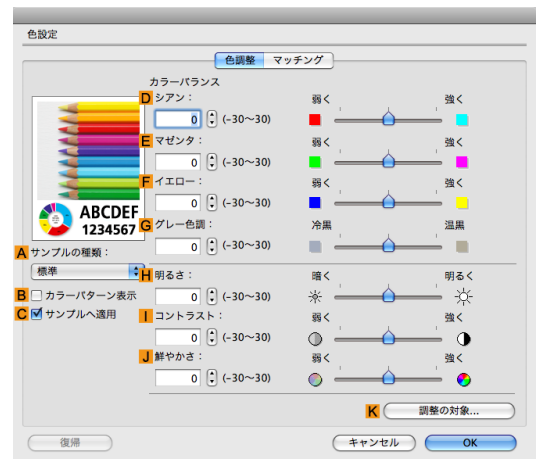 色設定
色調整 マッチング
カラーバランス
D シアン： 弱く 強く
0 (-30～30)
E マゼンタ： 弱く 強く
0 (-30～30)
F イエロー： 弱く 強く
0 (-30～30)
ABCDEF
1234567
G グレー色調： 冷黒 温黒
0 (-30～30)
A サンプルの種類：
標準
H 明るさ： 暗く 明るく
0 (-30～30)
B カラーパターン表示
C サンプルへ適用
I コントラスト： 弱く 強く
0 (-30～30)
J 鮮やかさ： 弱く 強く
0 (-30～30)
K 調整の対象...
復帰 キャンセル OK